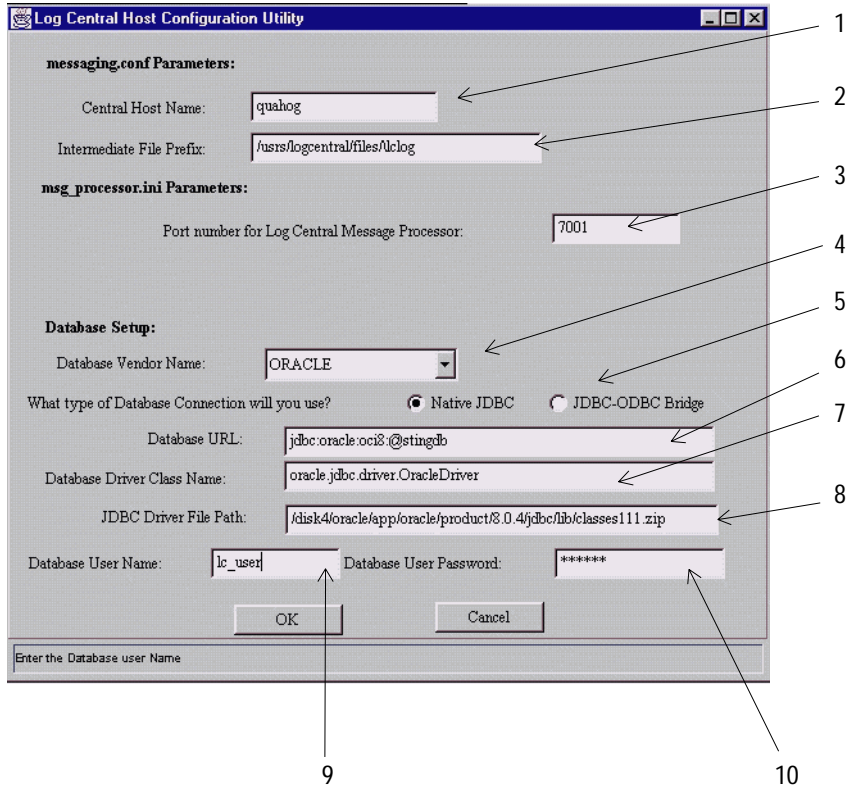 Log Central Host Configuration Utility
1
messaging.conf Parameters:
Central Host Name: quahog
2
Intermediate File Prefix: /usrs/logcentral/files/llclog
msg_processor.ini Parameters:
3
Port number for Log Central Message Processor: 7001
4
5
Database Setup:
Database Vendor Name: ORACLE
6
What type of Database Connection will you use? Native JDBC JDBC-ODBC Bridge
7
Database URL: jdbc:oracle:oci8:@stingdb
Database Driver Class Name: oracle.jdbc.driver.OracleDriver
8
JDBC Driver File Path: /disk4/oracle/app/oracle/product/8.0.4/jdbc/lib/classes111.zip
Database User Name: lc_user Database User Password: ******
OK Cancel
Enter the Database user Name
9 10